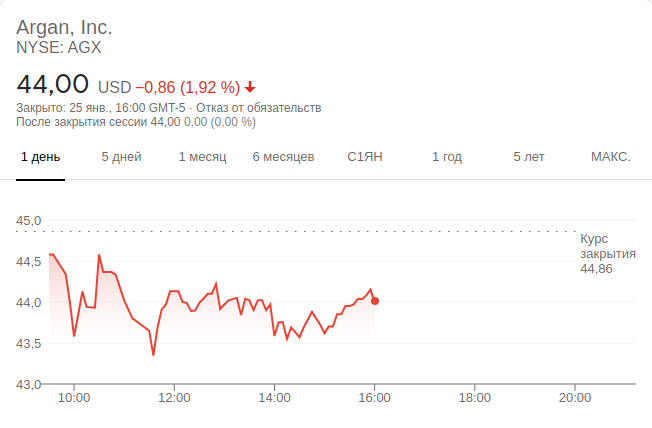 Argan, Inc.
NYSE: AGX
44,00 USD −0,86 (1,92 %)
Закрыто: 25 янв., 16:00 GMT-5 · Отказ от обязательств
После закрытия сессии 44,00 0,00 (0,00 %)
1 день 5 дней 1 месяц 6 месяцев С1ЯН 1 год 5 лет МАКС.
45,0
Курс
закрытия
44,86
44,5
44,0
43,5
43,0
10:00 12:00 14:00 16:00 18:00 20:00